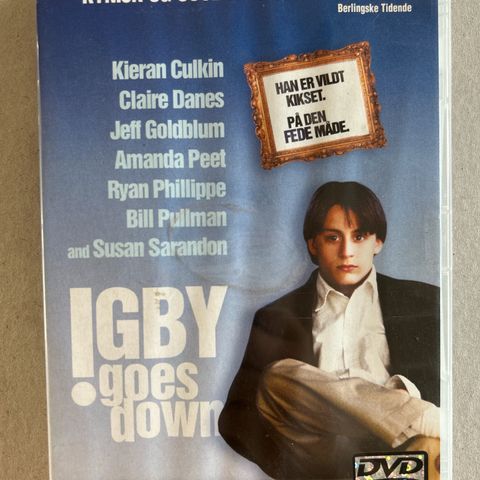 Berlingske Tidende
Kieran Culkin
Claire Danes
Jeff Goldblum
Amanda Peet
Ryan Phillippe
Bill Pullman
and Susan Sarandon
HAN ER VILDT
KIKSET.
PÅ DEN
FEDE MÅDE.
!GBY
goes
down
DVD